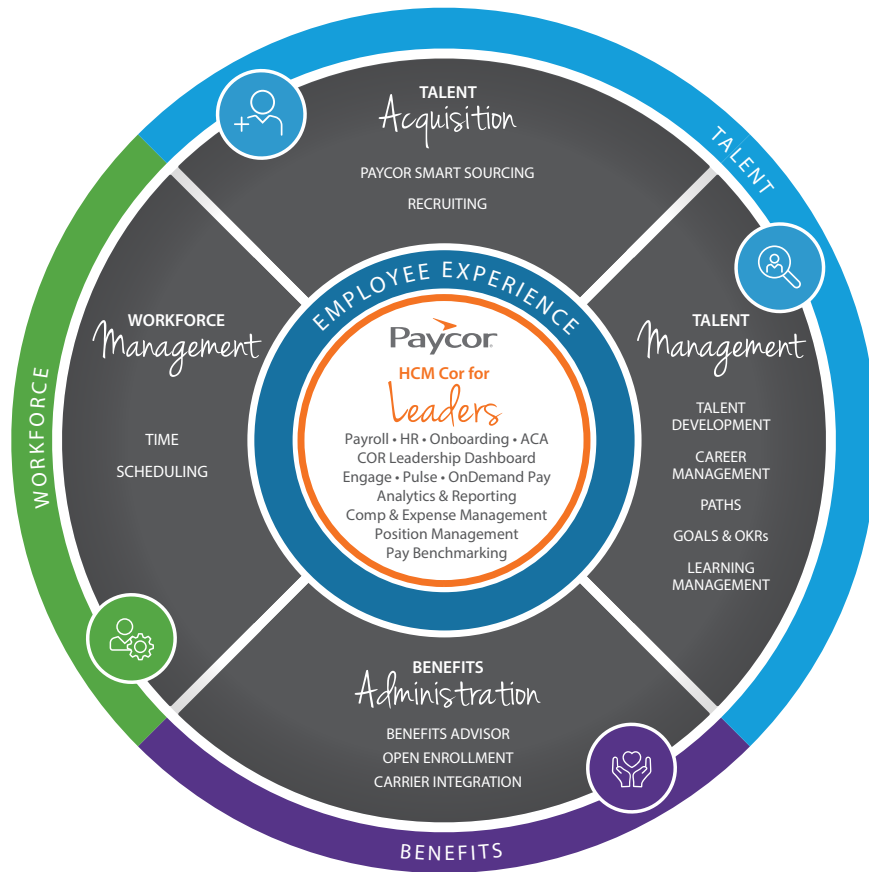 TALENT
Acquisition
PAYCOR SMART SOURCING
RECRUITING
TALENT
EMPLOYEE EXPERIENCE
WORKFORCE
Management
TIME
SCHEDULING
WORKFORCE
Paycor
HCM Cor for
Leaders
Payroll • HR • Onboarding • ACA
COR Leadership Dashboard
Engage • Pulse • OnDemand Pay
Analytics & Reporting
Comp & Expense Management
Position Management
Pay Benchmarking
TALENT
Management
TALENT
DEVELOPMENT
CAREER
MANAGEMENT
PATHS
GOALS & OKRs
LEARNING
MANAGEMENT
BENEFITS
Administration
BENEFITS ADVISOR
OPEN ENROLLMENT
CARRIER INTEGRATION
BENEFITS